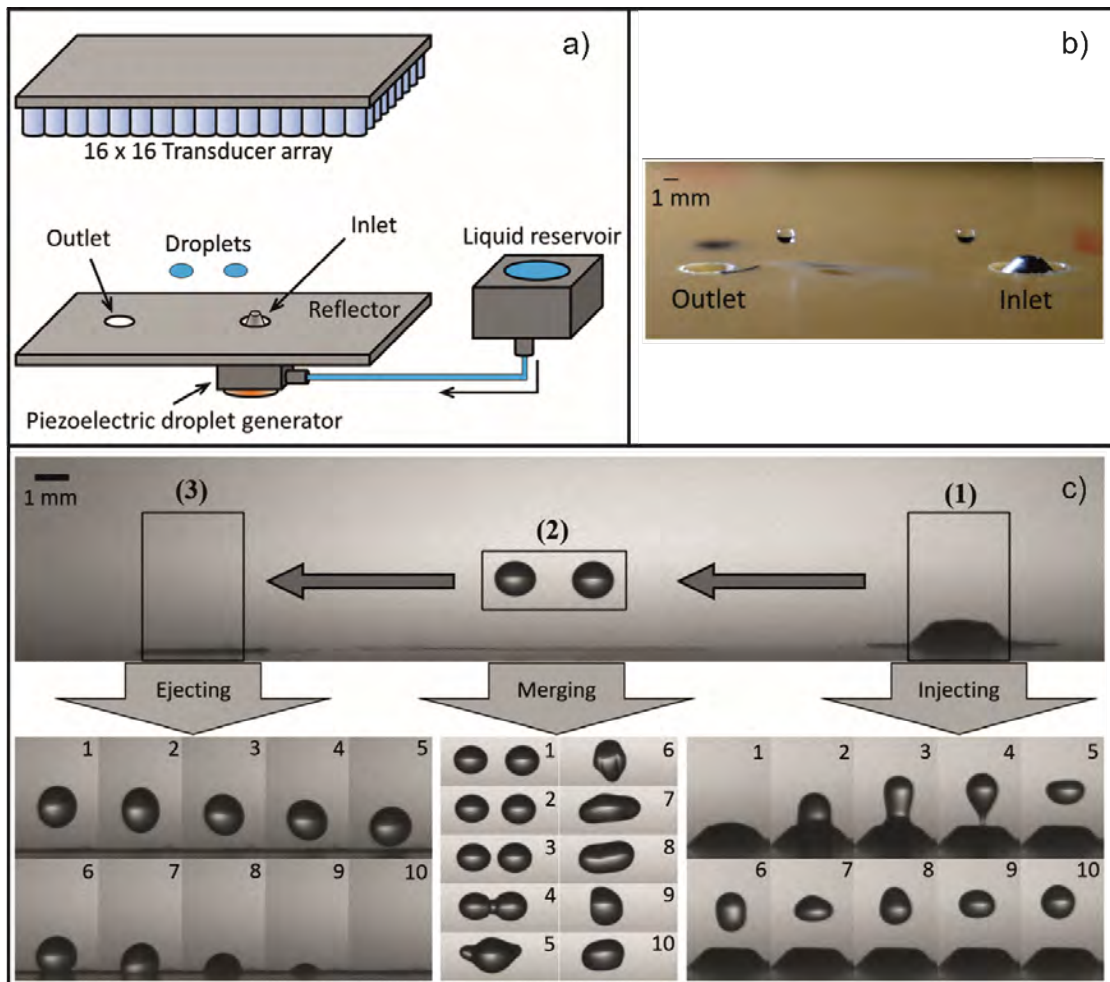 a)
16 x 16 Transducer array
Outlet
Droplets
Inlet
Liquid reservoir
Reflector
Piezoelectric droplet generator
b)
1 mm
Outlet
Inlet
c)
1 mm
(3)
(2)
(1)
Ejecting
Merging
Injecting
1 2 3 4 5
6 7 8 9 10
1 6
2 7
3 8
4 9
5 10
1 2 3 4 5
6 7 8 9 10